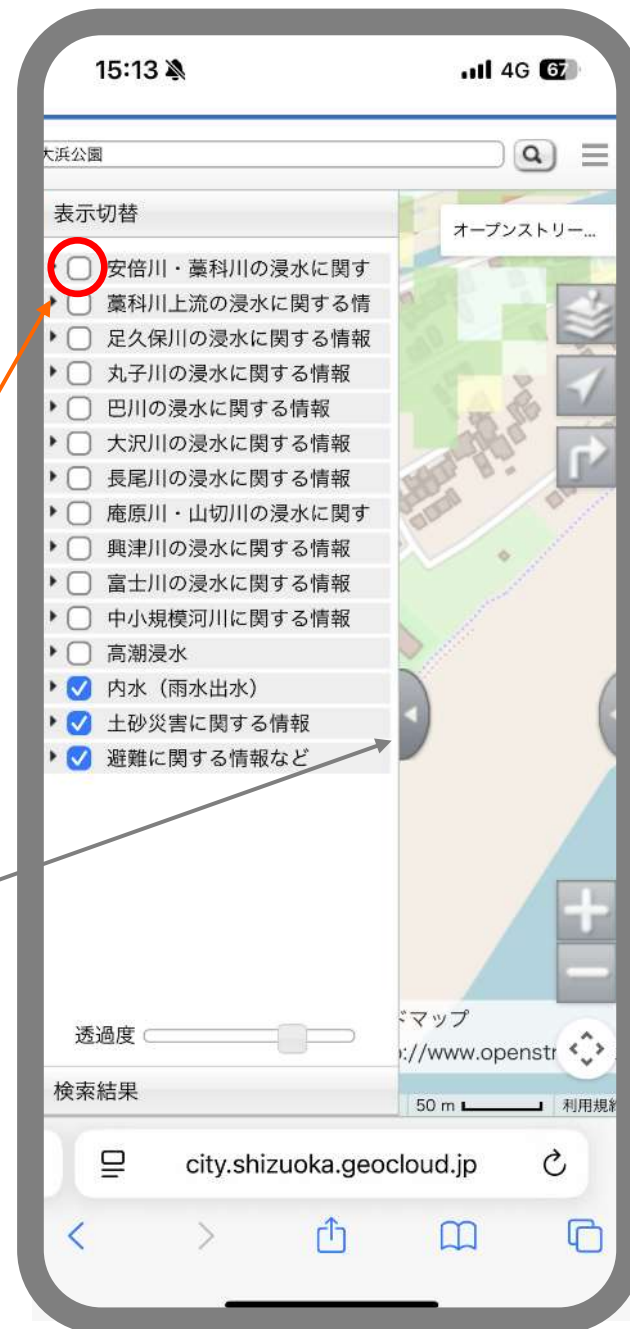 15:13
4G 67
大浜公園
表示切替
オープンストリー...
安倍川・藁科川の浸水に関す
藁科川上流の浸水に関する情
足久保川の浸水に関する情報
丸子川の浸水に関する情報
巴川の浸水に関する情報
大沢川の浸水に関する情報
長尾川の浸水に関する情報
庵原川・山切川の浸水に関す
興津川の浸水に関する情報
富士川の浸水に関する情報
中小規模河川に関する情報
高潮浸水
内水（雨水出水）
土砂災害に関する情報
避難に関する情報など
透過度
ドマップ
://www.openstr
検索結果
50 m
利用規約
city.shizuoka.geocloud.jp